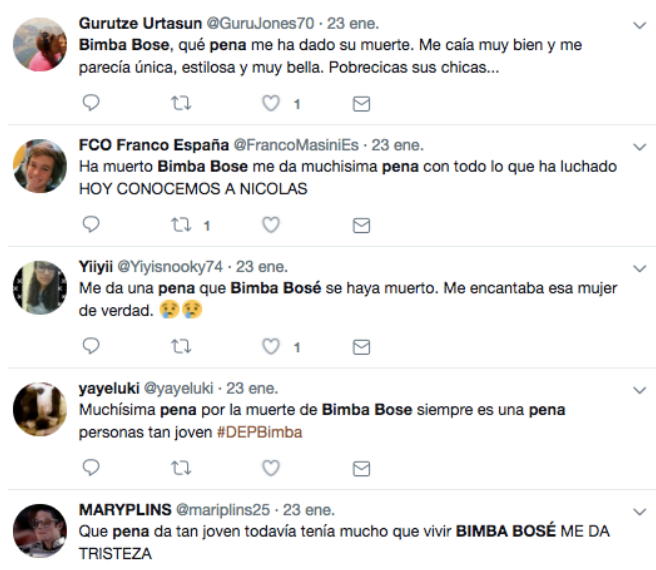 Gurutze Urtasun @GuruJones70 · 23 ene.
Bimba Bose, qué pena me ha dado su muerte. Me caía muy bien y me
parecía única, estilosa y muy bella. Pobrecicas sus chicas...
1
FCO Franco España @FrancoMasiniEs · 23 ene.
Ha muerto Bimba Bose me da muchisima pena con todo lo que ha luchado
HOY CONOCEMOS A NICOLAS
1
Yiiyii @Yiyisnooky74 · 23 ene.
Me da una pena que Bimba Bosé se haya muerto. Me encantaba esa mujer
de verdad. 😢😢
1
yayeluki @yayeluki · 23 ene.
Muchísima pena por la muerte de Bimba Bose siempre es una pena
personas tan joven #DEPBimba
MARYPLINS @mariplins25 · 23 ene.
Que pena da tan joven todavía tenía mucho que vivir BIMBA BOSÉ ME DA
TRISTEZA